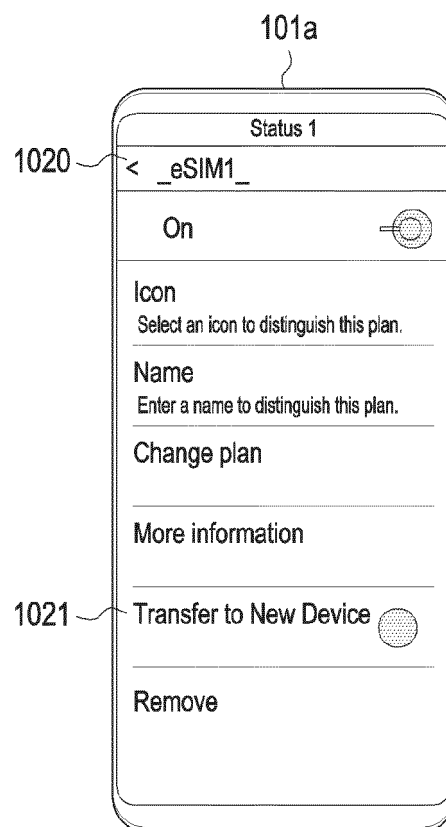 101a
Status 1
1020
< _eSIM1_
On
Icon
Select an icon to distinguish this plan.
Name
Enter a name to distinguish this plan.
Change plan
More information
1021 Transfer to New Device
Remove